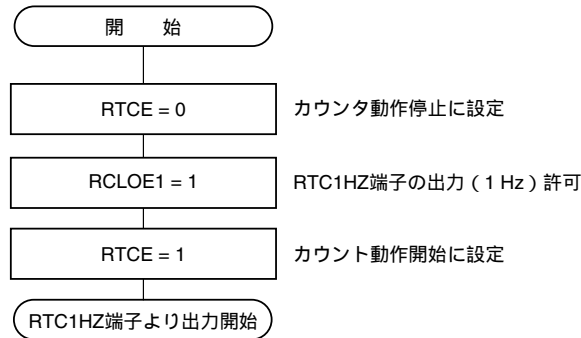 開　始
RTCE = 0　カウンタ動作停止に設定
RCLOE1 = 1　RTC1HZ端子の出力（1 Hz）許可
RTCE = 1　カウント動作開始に設定
RTC1HZ端子より出力開始